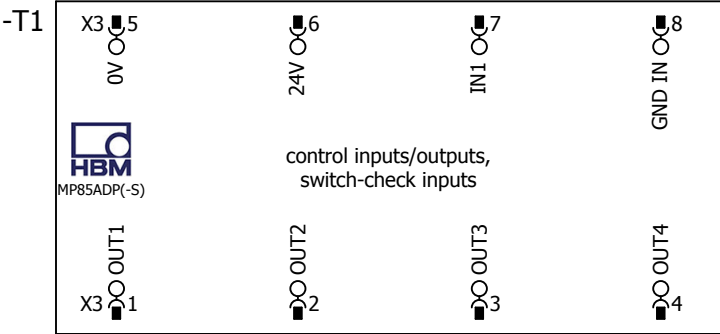 -T1
X3 5 6 7 8
0V 24V IN1 GND IN
HBM
MP85ADP(-S)
control inputs/outputs,
switch-check inputs
OUT1 OUT2 OUT3 OUT4
X3 1 2 3 4